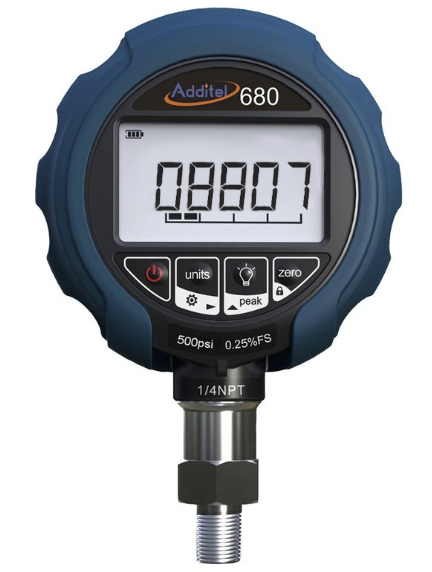 Additel 680
08807
units
zero
peak
500psi 0.25%FS
1/4NPT